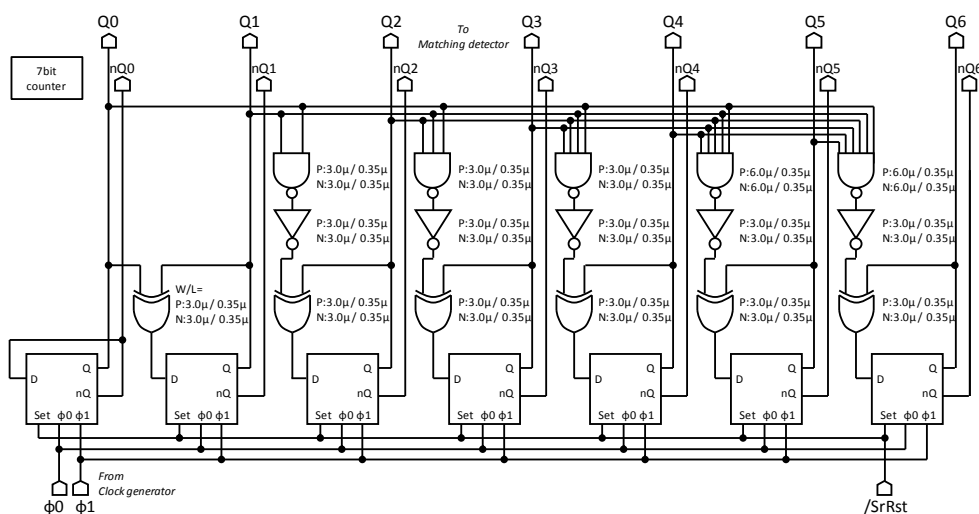 Q0 Q1 Q2 Q3 Q4 Q5 Q6
To
Matching detector
nQ0 nQ1 nQ2 nQ3 nQ4 nQ5 nQ6
7bit
counter
P:3.0μ/ 0.35μ P:3.0μ/ 0.35μ P:3.0μ/ 0.35μ P:6.0μ/ 0.35μ P:6.0μ/ 0.35μ
N:3.0μ/ 0.35μ N:3.0μ/ 0.35μ N:3.0μ/ 0.35μ N:6.0μ/ 0.35μ N:6.0μ/ 0.35μ
P:3.0μ/ 0.35μ P:3.0μ/ 0.35μ P:3.0μ/ 0.35μ P:3.0μ/ 0.35μ P:3.0μ/ 0.35μ
N:3.0μ/ 0.35μ N:3.0μ/ 0.35μ N:3.0μ/ 0.35μ N:3.0μ/ 0.35μ N:3.0μ/ 0.35μ
W/L=
P:3.0μ/ 0.35μ P:3.0μ/ 0.35μ P:3.0μ/ 0.35μ P:3.0μ/ 0.35μ P:3.0μ/ 0.35μ P:3.0μ/ 0.35μ
N:3.0μ/ 0.35μ N:3.0μ/ 0.35μ N:3.0μ/ 0.35μ N:3.0μ/ 0.35μ N:3.0μ/ 0.35μ N:3.0μ/ 0.35μ
Q Q Q Q Q Q Q
D D D D D D D
nQ nQ nQ nQ nQ nQ nQ
Set ϕ0 ϕ1 Set ϕ0 ϕ1 Set ϕ0 ϕ1 Set ϕ0 ϕ1 Set ϕ0 ϕ1 Set ϕ0 ϕ1 Set ϕ0 ϕ1
From
Clock generator
ϕ0 ϕ1 /SrRst